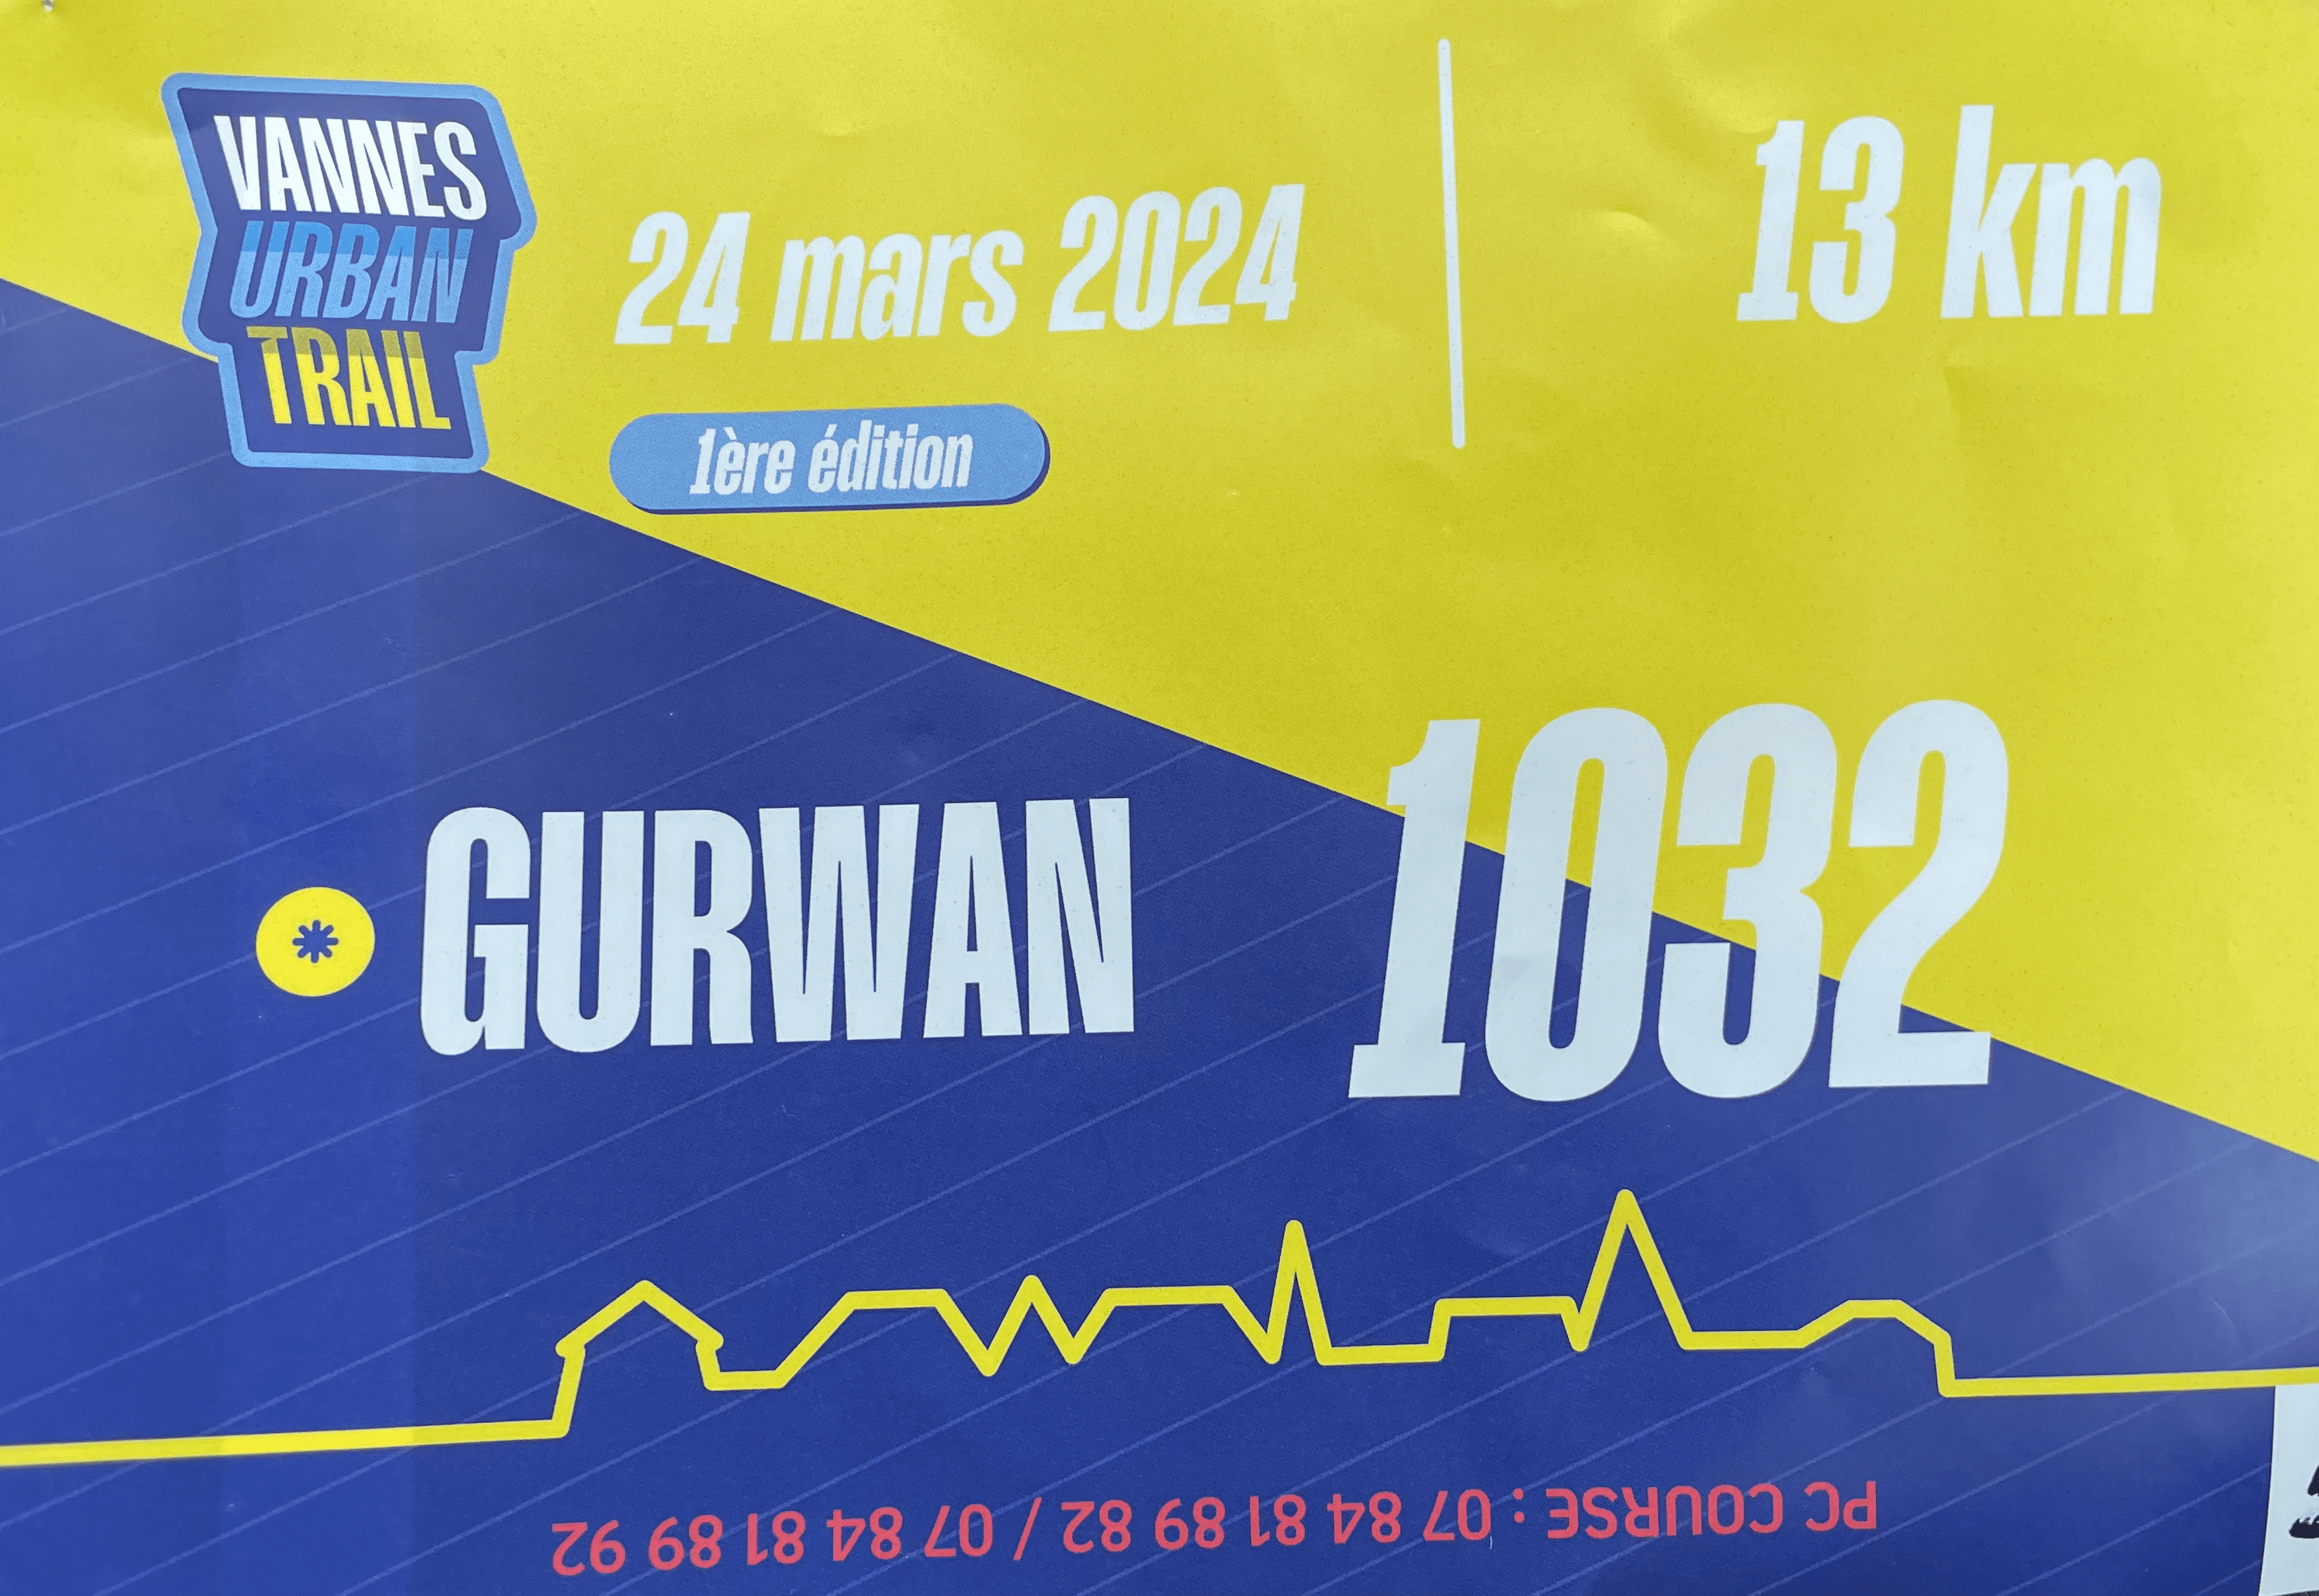 VANNES
URBAN
TRAIL
24 mars 2024
13 km
1ère édition
GURWAN
1032
PC COURSE : 07 84 81 89 82 / 07 84 81 89 92